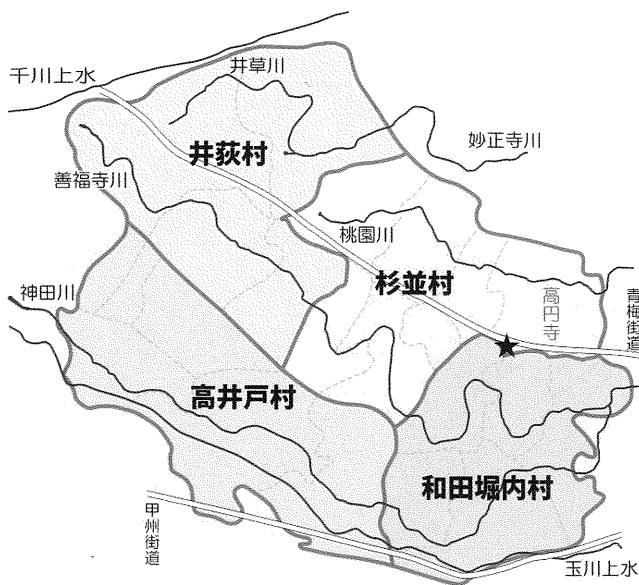 千川上水
井草川
井荻村
妙正寺川
善福寺川
桃園川
杉並村
神田川
高円寺
青梅街道
高井戸村
和田堀内村
甲州街道
玉川上水